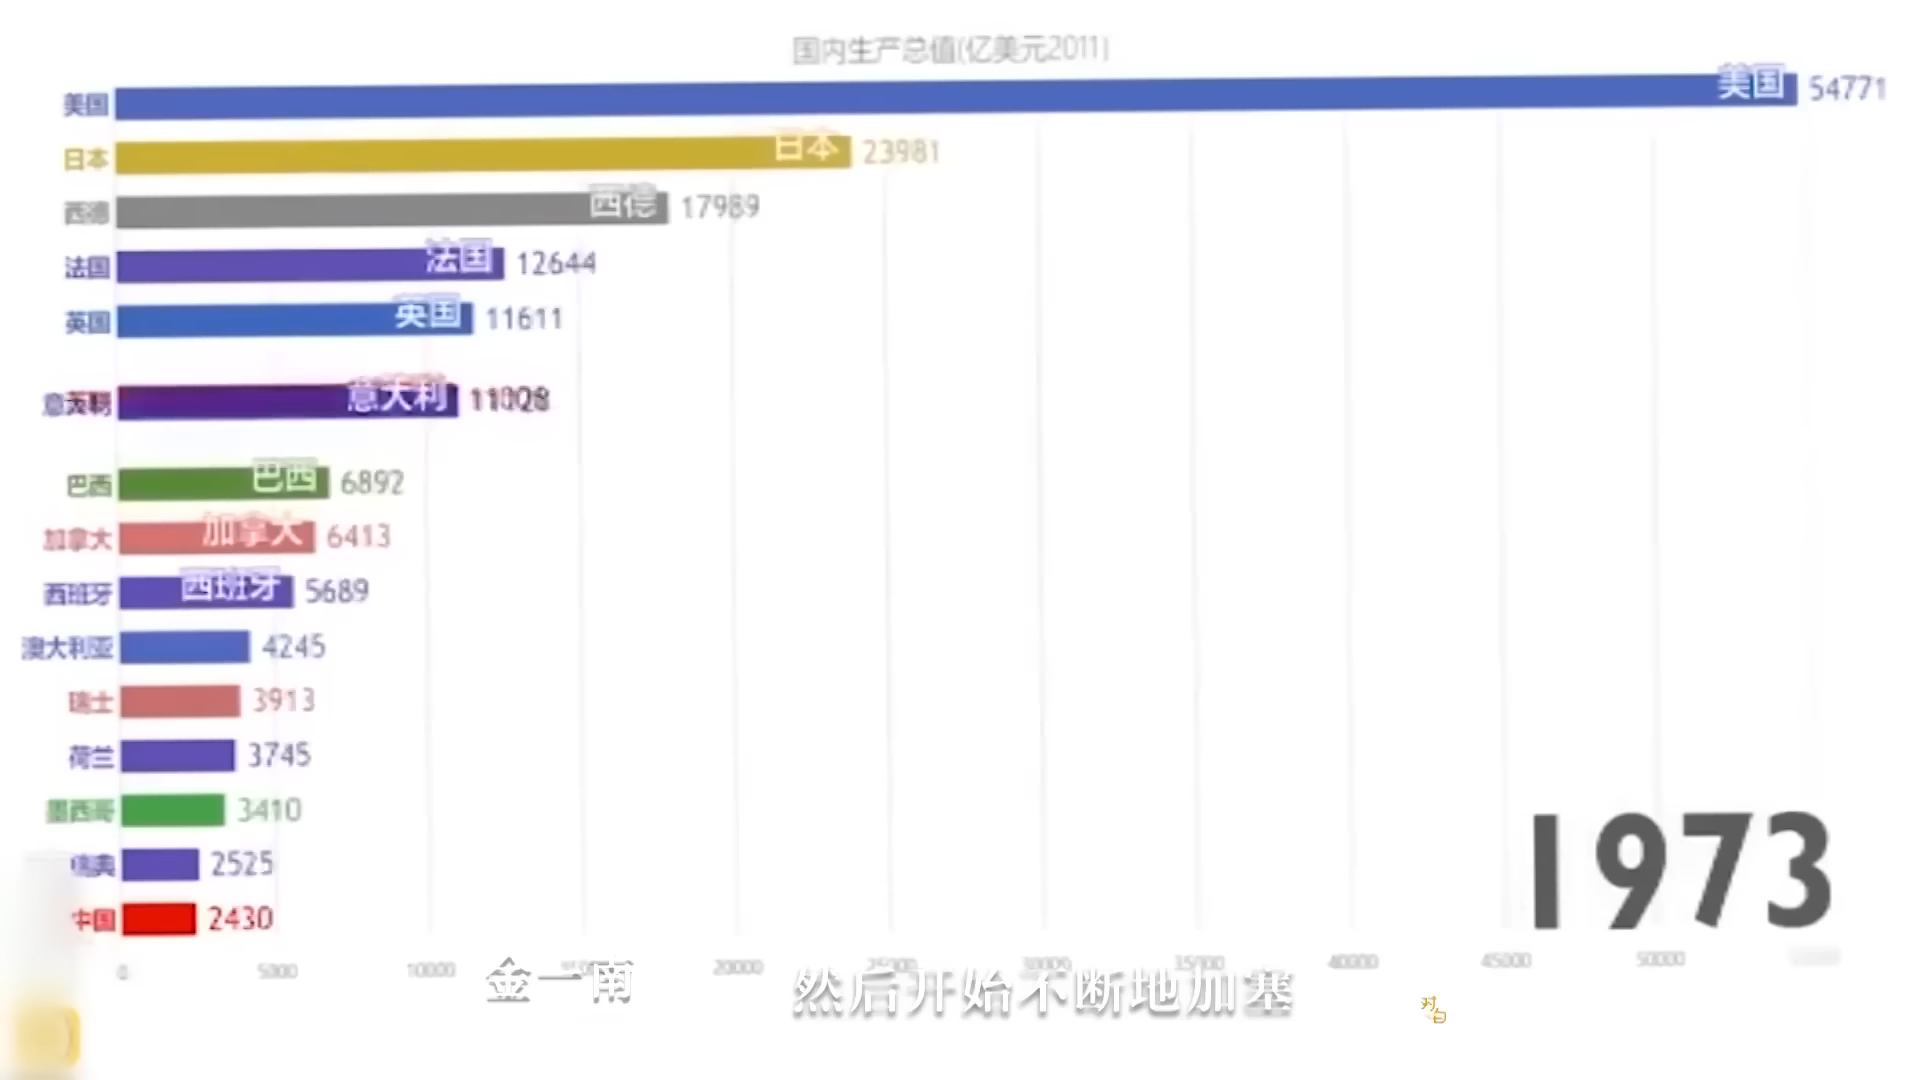 国内生产总值(亿美元2011)
美国 美国 54771
日本 日本 23981
西德 西德 17989
法国 法国 12644
英国 英国 11611
意大利
巴西 巴西 6892
加拿大 加拿大 6413
西班牙 西班牙 5689
澳大利亚 4245
瑞士 3913
荷兰 3745
墨西哥 3410
瑞典 2525
中国 2430
1973
0 5000 10000 20000 40000 45000 50000
金一南 然后开始不断地加塞
对白